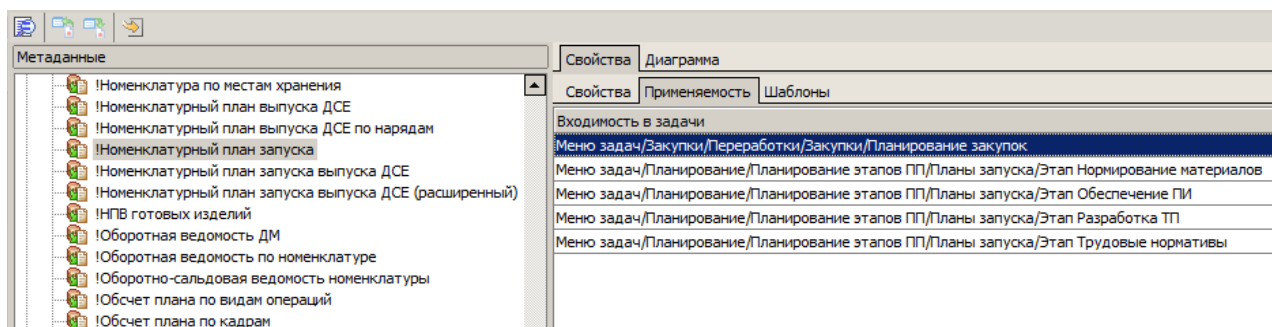 Метаданные
!Номенклатура по местам хранения
!Номенклатурный план выпуска ДСЕ
!Номенклатурный план выпуска ДСЕ по нарядам
!Номенклатурный план запуска
!Номенклатурный план запуска выпуска ДСЕ
!Номенклатурный план запуска выпуска ДСЕ (расширенный)
!НПВ готовых изделий
!Оборотная ведомость ДМ
!Оборотная ведомость по номенклатуре
!Оборотно-сальдовая ведомость номенклатуры
!Обсчет плана по видам операций
!Обсчет плана по кадрам
Свойства Диаграмма
Свойства Применяемость Шаблоны
Входимость в задачи
Меню задач/Закупки/Переработки/Закупки/Планирование закупок
Меню задач/Планирование/Планирование этапов ПП/Планы запуска/Этап Нормирование материалов
Меню задач/Планирование/Планирование этапов ПП/Планы запуска/Этап Обеспечение ПИ
Меню задач/Планирование/Планирование этапов ПП/Планы запуска/Этап Разработка ТП
Меню задач/Планирование/Планирование этапов ПП/Планы запуска/Этап Трудовые нормативы